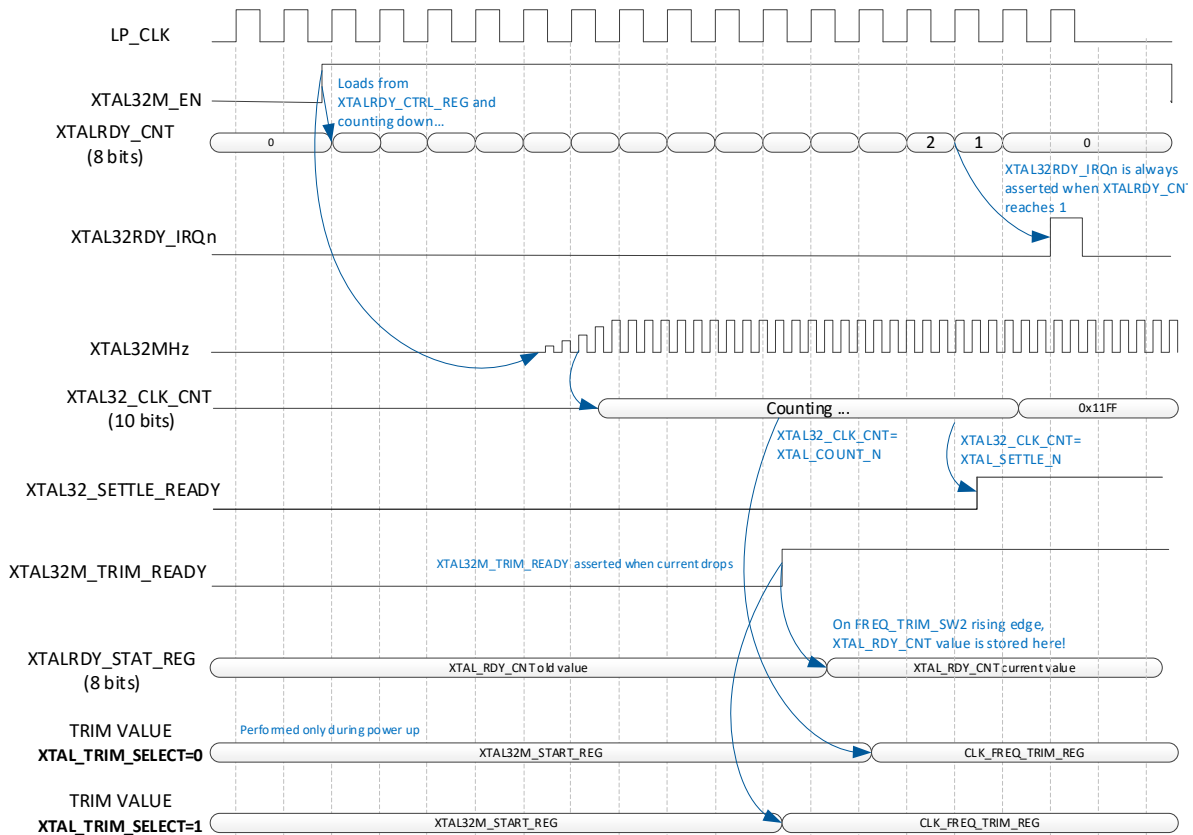 LP_CLK
XTAL32M_EN
Loads from
XTALRDY_CTRL_REG and
counting down...
XTALRDY_CNT
(8 bits)
0
2
1
0
XTAL32RDY_IRQn is always
asserted when XTALRDY_CNT
reaches 1
XTAL32RDY_IRQn
XTAL32MHz
XTAL32_CLK_CNT
(10 bits)
Counting ...
0x11FF
XTAL32_CLK_CNT=
XTAL_COUNT_N
XTAL32_CLK_CNT=
XTAL_SETTLE_N
XTAL32_SETTLE_READY
XTAL32M_TRIM_READY
XTAL32M_TRIM_READY asserted when current drops
On FREQ_TRIM_SW2 rising edge,
XTAL_RDY_CNT value is stored here!
XTALRDY_STAT_REG
(8 bits)
XTAL_RDY_CNT old value
XTAL_RDY_CNT current value
TRIM VALUE
XTAL_TRIM_SELECT=0
Performed only during power up
XTAL32M_START_REG
CLK_FREQ_TRIM_REG
TRIM VALUE
XTAL_TRIM_SELECT=1
XTAL32M_START_REG
CLK_FREQ_TRIM_REG